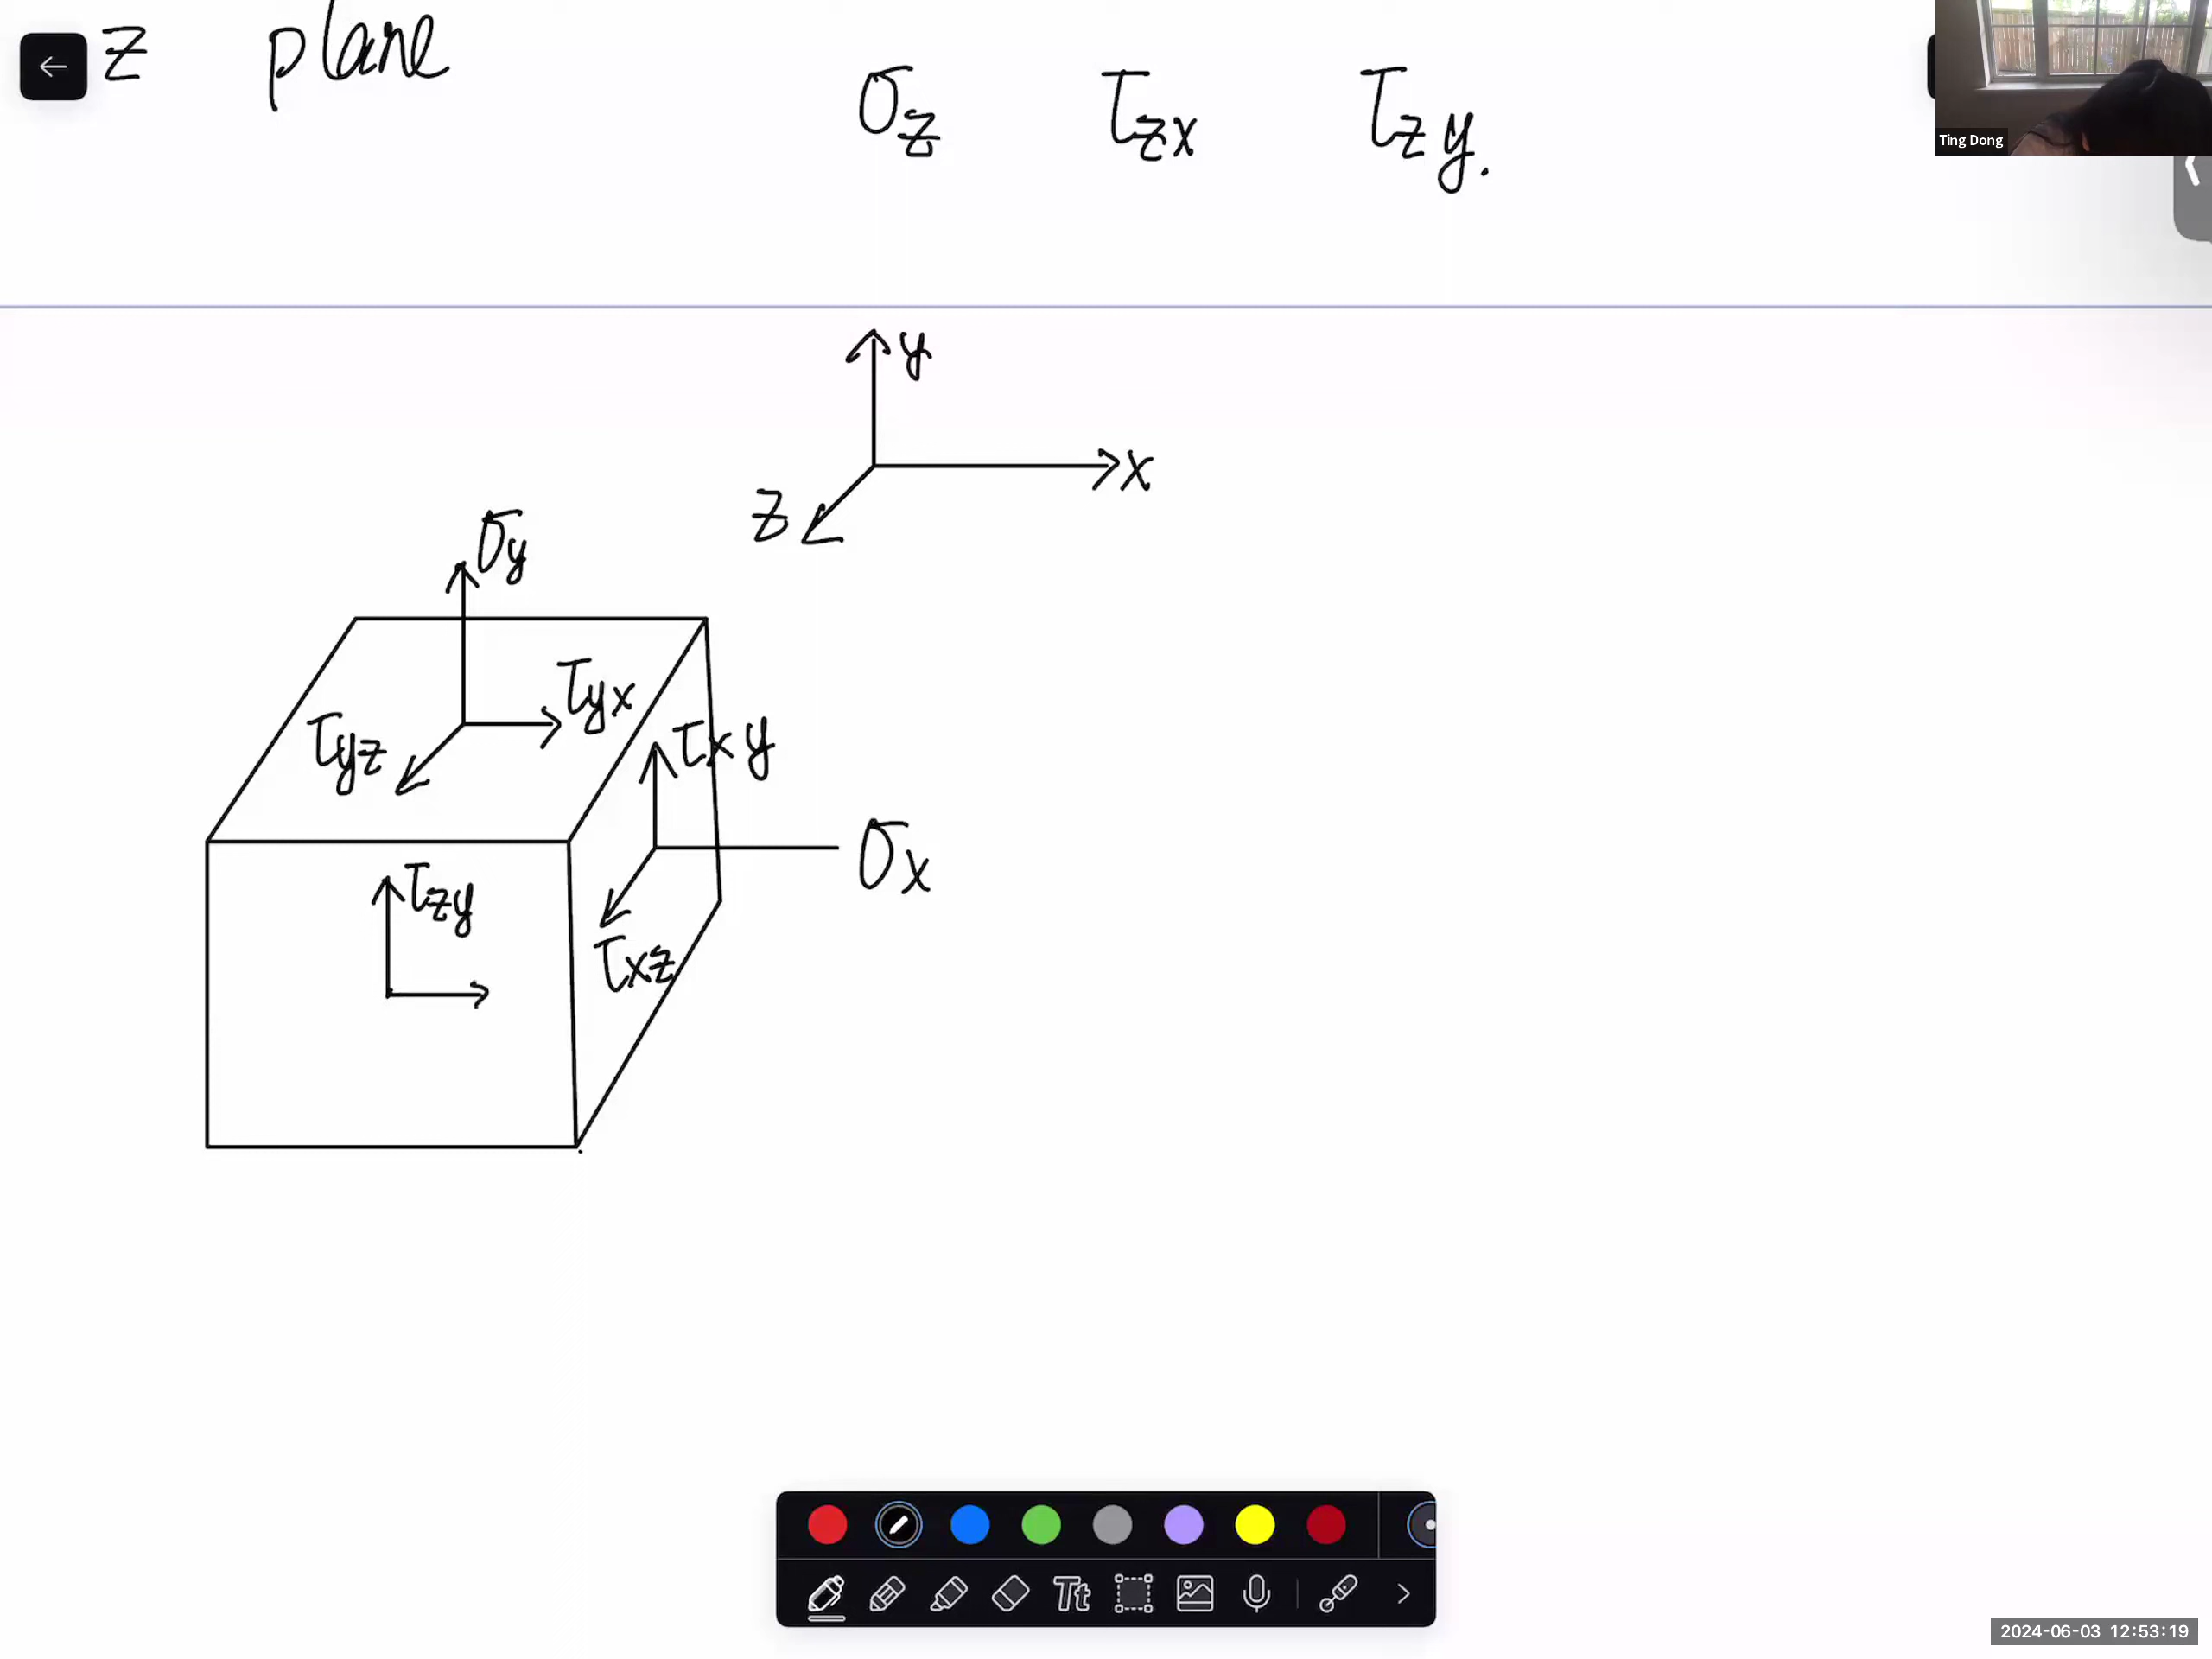 z plane
σz τzx τzy.
Ting Dong
y
x
z
σy
τyx
τyz
τxy
σx
τzy
τxz
Tt
2024-06-03 12:53:19